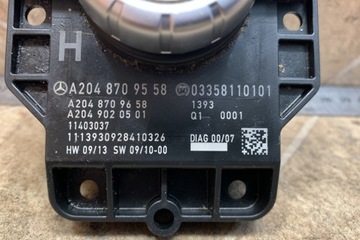 H
A204 870 95 58 03358110101
A204 870 96 58 1393
A204 902 05 01 Q1 0001
11403037
1113930928410326 DIAG 00/07
HW 09/13 SW 09/10-00